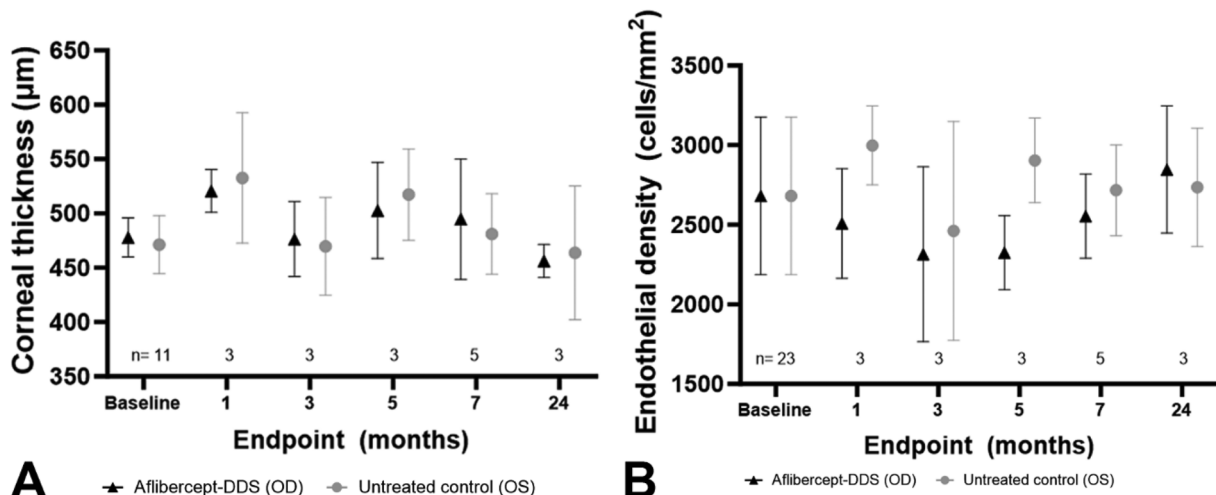 Corneal thickness (µm)
650
600
550
500
450
400
350
n= 11 3 3 3 5 3
Baseline 1 3 5 7 24
Endpoint (months)
A
Aflibercept-DDS (OD) Untreated control (OS)
Endothelial density (cells/mm²)
3500
3000
2500
2000
1500
n= 23 3 3 3 5 3
Baseline 1 3 5 7 24
Endpoint (months)
B
Aflibercept-DDS (OD) Untreated control (OS)